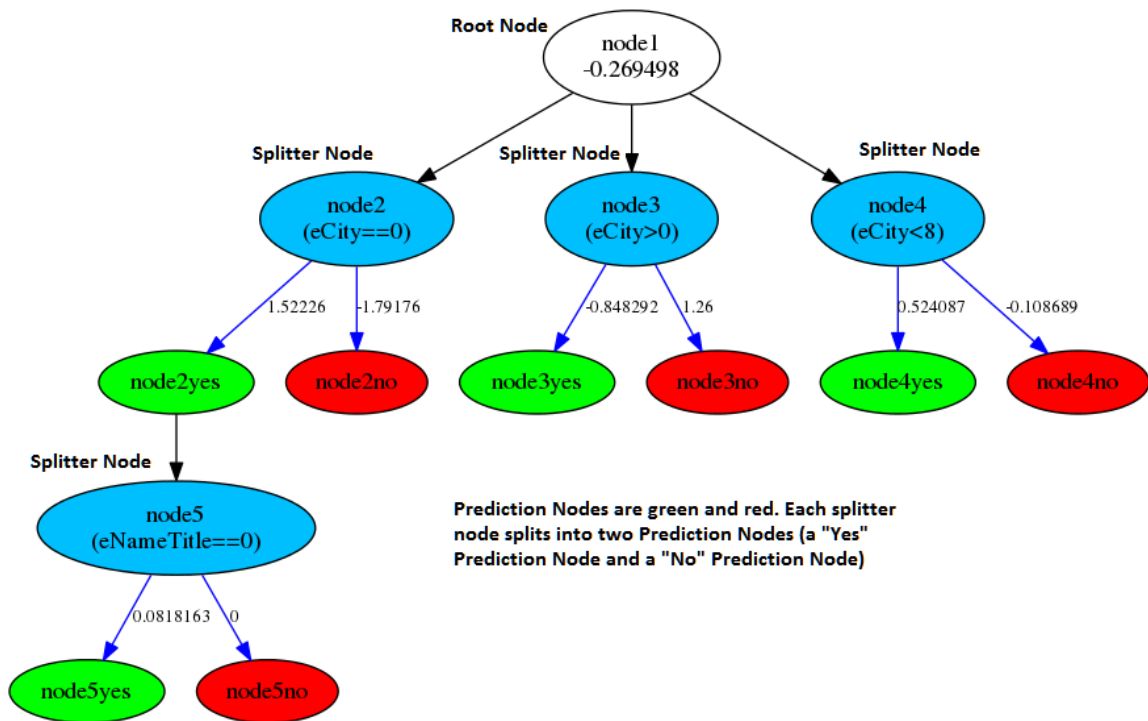 Root Node
node1
-0.269498
Splitter Node
Splitter Node
Splitter Node
node2
(eCity==0)
node3
(eCity>0)
node4
(eCity<8)
1.52226
-1.79176
-0.848292
1.26
0.524087
-0.108689
node2yes
node2no
node3yes
node3no
node4yes
node4no
Splitter Node
node5
(eNameTitle==0)
Prediction Nodes are green and red. Each splitter
node splits into two Prediction Nodes (a "Yes"
Prediction Node and a "No" Prediction Node)
0.0818163
0
node5yes
node5no